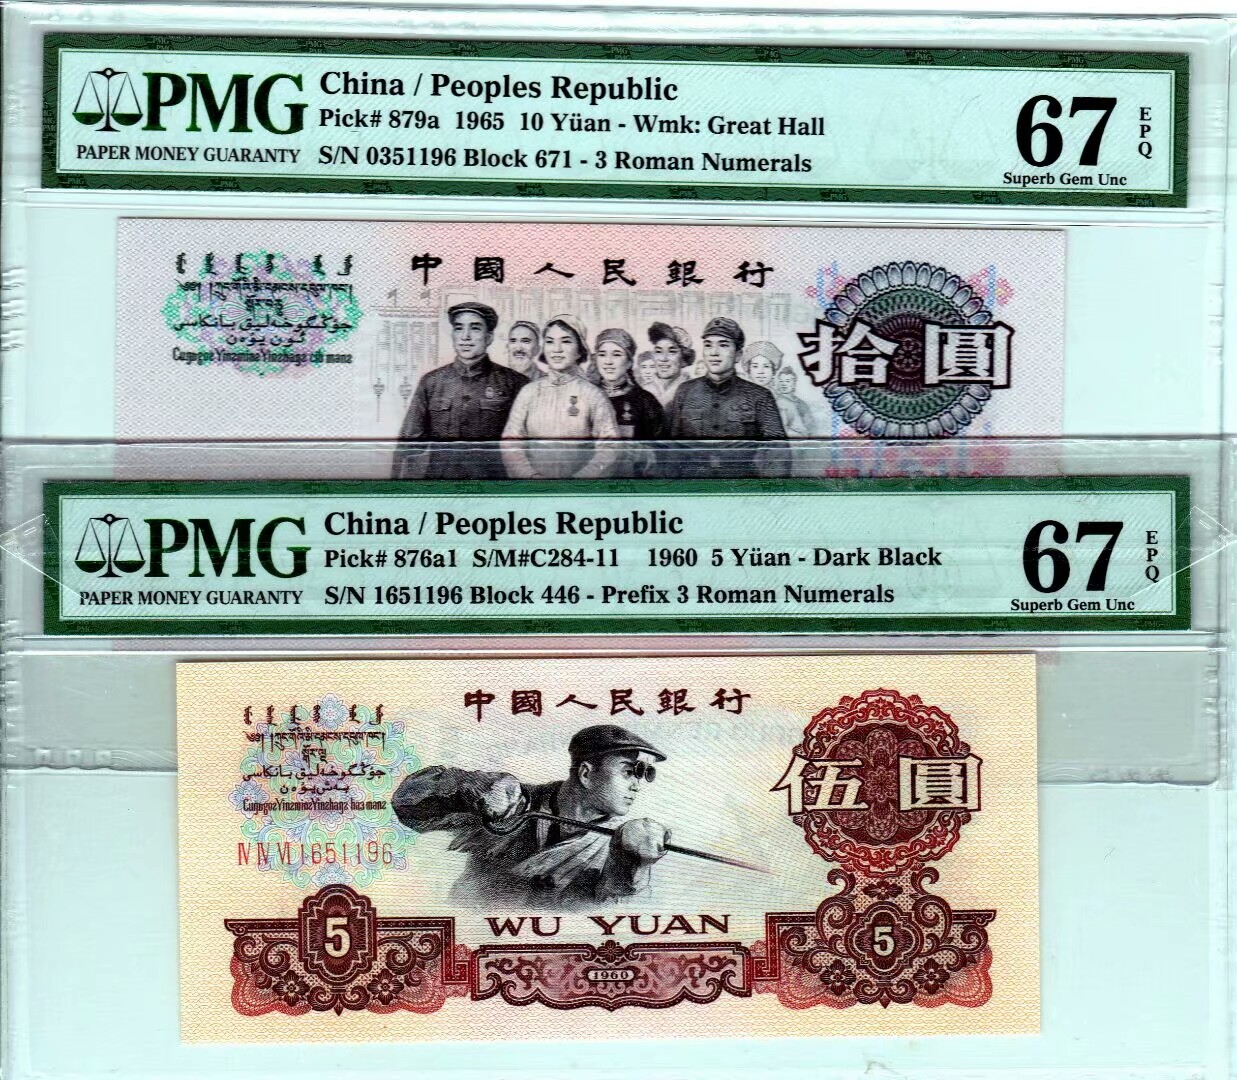 PMG
PAPER MONEY GUARANTY
China / Peoples Republic
Pick# 879a 1965 10 Yüan - Wmk: Great Hall
S/N 0351196 Block 671 - 3 Roman Numerals
67
EPQ
Superb Gem Unc
中國人民銀行
拾圓
PMG
PAPER MONEY GUARANTY
China / Peoples Republic
Pick# 876a1 S/M#C284-11 1960 5 Yüan - Dark Black
S/N 1651196 Block 446 - Prefix 3 Roman Numerals
67
EPQ
Superb Gem Unc
中國人民銀行
伍圓
Ⅳ Ⅳ Ⅵ 1651196
WU YUAN
5
1960
5